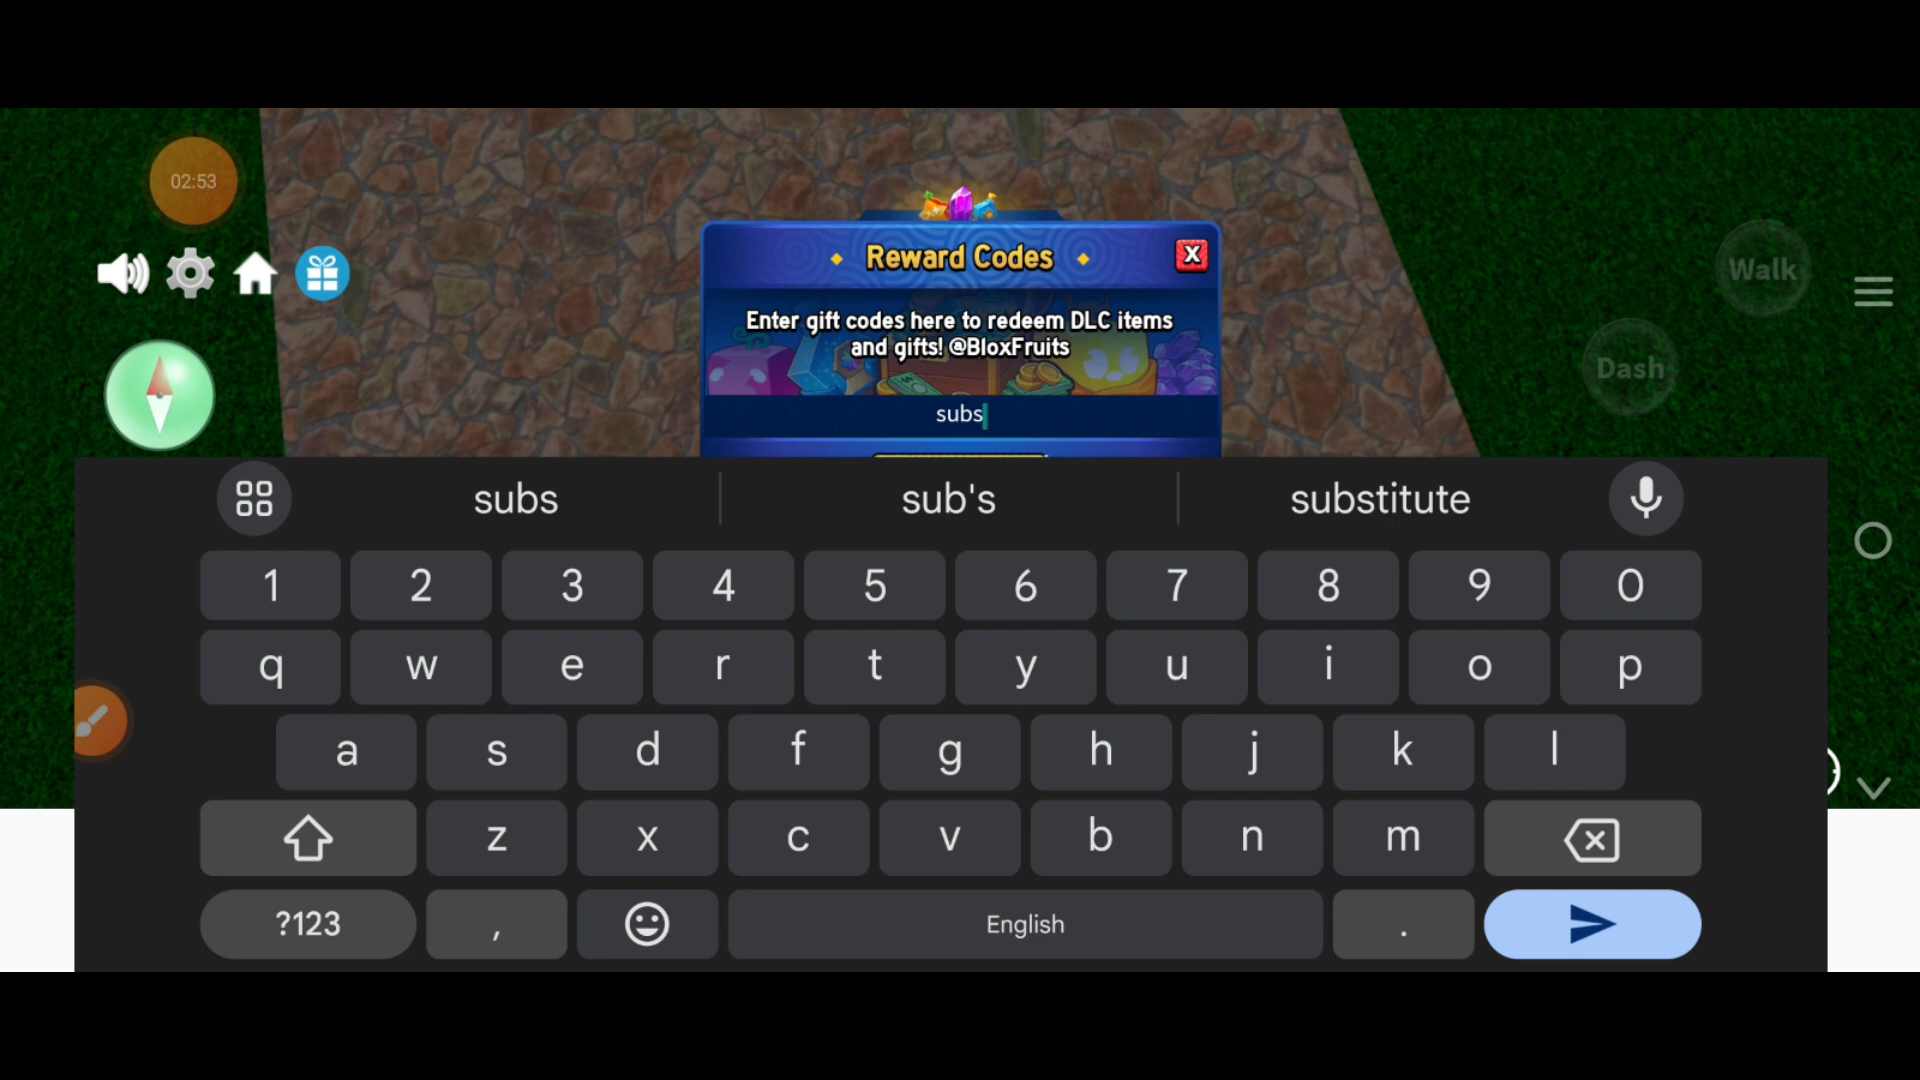 02:53
Reward Codes
X
Walk
Enter gift codes here to redeem DLC items
and gifts! @BloxFruits
Dash
subs
subs sub's substitute
1 2 3 4 5 6 7 8 9 0
q w e r t y u i o p
a s d f g h j k l
z x c v b n m
?123 , English .